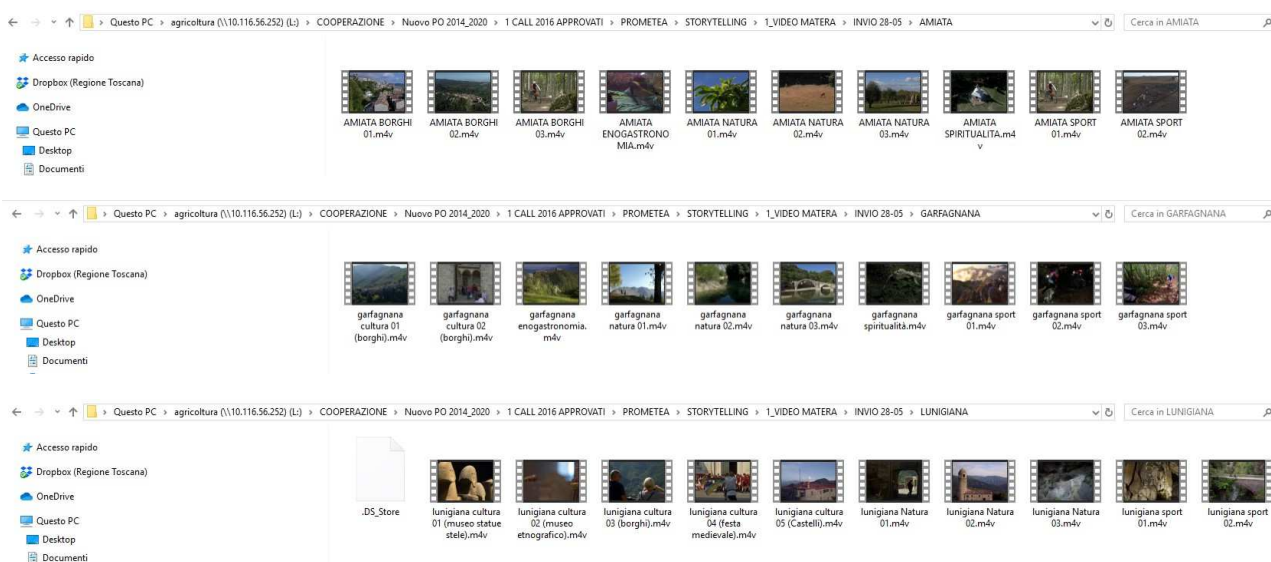 Questo PC > agricoltura (\\10.116.56.252) (L:) > COOPERAZIONE > Nuovo PO 2014_2020 > 1 CALL 2016 APPROVATI > PROMETEA > STORYTELLING > 1_VIDEO MATERA > INVIO 28-05 > AMIATA
Cerca in AMIATA
Accesso rapido
Dropbox (Regione Toscana)
OneDrive
Questo PC
Desktop
Documenti
AMIATA BORGHI
01.m4v
AMIATA BORGHI
02.m4v
AMIATA BORGHI
03.m4v
AMIATA
ENOGASTRONO
MIA.m4v
AMIATA NATURA
01.m4v
AMIATA NATURA
02.m4v
AMIATA NATURA
03.m4v
AMIATA
SPIRITUALITA.m4
v
AMIATA SPORT
01.m4v
AMIATA SPORT
02.m4v
Questo PC > agricoltura (\\10.116.56.252) (L:) > COOPERAZIONE > Nuovo PO 2014_2020 > 1 CALL 2016 APPROVATI > PROMETEA > STORYTELLING > 1_VIDEO MATERA > INVIO 28-05 > GARFAGNANA
Cerca in GARFAGNANA
Accesso rapido
Dropbox (Regione Toscana)
OneDrive
Questo PC
Desktop
Documenti
garfagnana
cultura 01
(borghi).m4v
garfagnana
cultura 02
(borghi).m4v
garfagnana
enogastronomia.
m4v
garfagnana
natura 01.m4v
garfagnana
natura 02.m4v
garfagnana
natura 03.m4v
garfagnana
spiritualità.m4v
garfagnana sport
01.m4v
garfagnana sport
02.m4v
garfagnana sport
03.m4v
Questo PC > agricoltura (\\10.116.56.252) (L:) > COOPERAZIONE > Nuovo PO 2014_2020 > 1 CALL 2016 APPROVATI > PROMETEA > STORYTELLING > 1_VIDEO MATERA > INVIO 28-05 > LUNIGIANA
Cerca in LUNIGIANA
Accesso rapido
Dropbox (Regione Toscana)
OneDrive
Questo PC
Desktop
Documenti
.DS_Store
lunigiana cultura
01 (museo statue
stele).m4v
lunigiana cultura
02 (museo
etnografico).m4v
lunigiana cultura
03 (borghi).m4v
lunigiana cultura
04 (festa
medievale).m4v
lunigiana cultura
05 (Castelli).m4v
lunigiana Natura
01.m4v
lunigiana Natura
02.m4v
lunigiana Natura
03.m4v
lunigiana sport
01.m4v
lunigiana sport
02.m4v